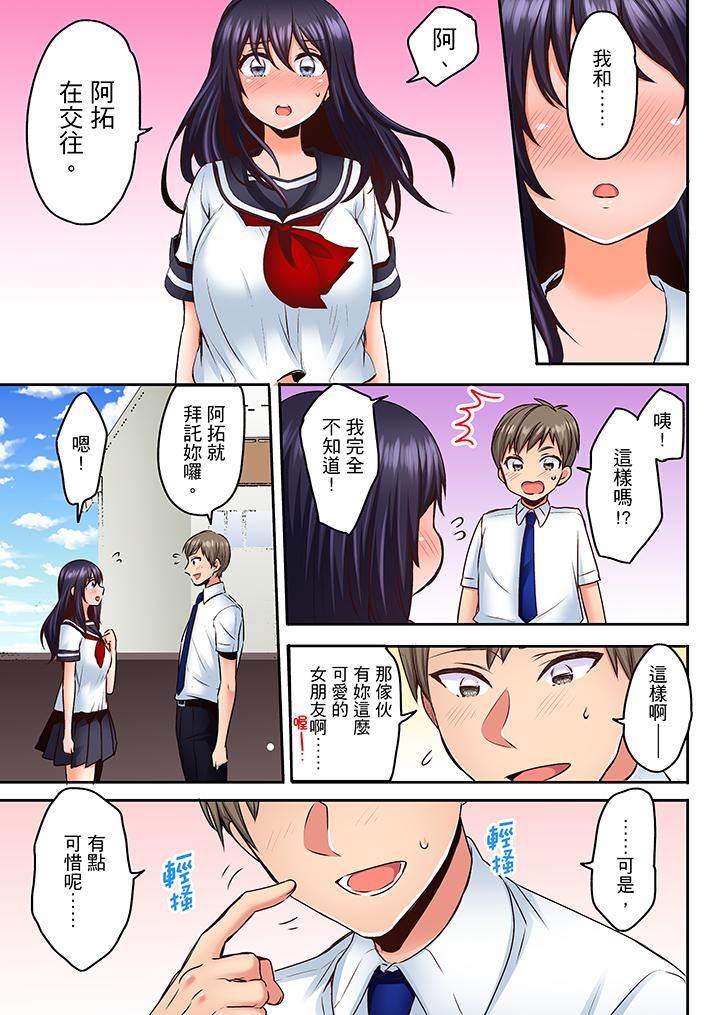 我和……
阿、
阿拓
在交往。
咦！
這樣嗎!?
我完全
不知道！
阿拓就
拜託妳囉。
嗯！
這樣啊——
那傢伙
有妳這麼
可愛的
女朋友啊……
喔～
……可是，
輕搔
輕搔
有點
可惜呢……